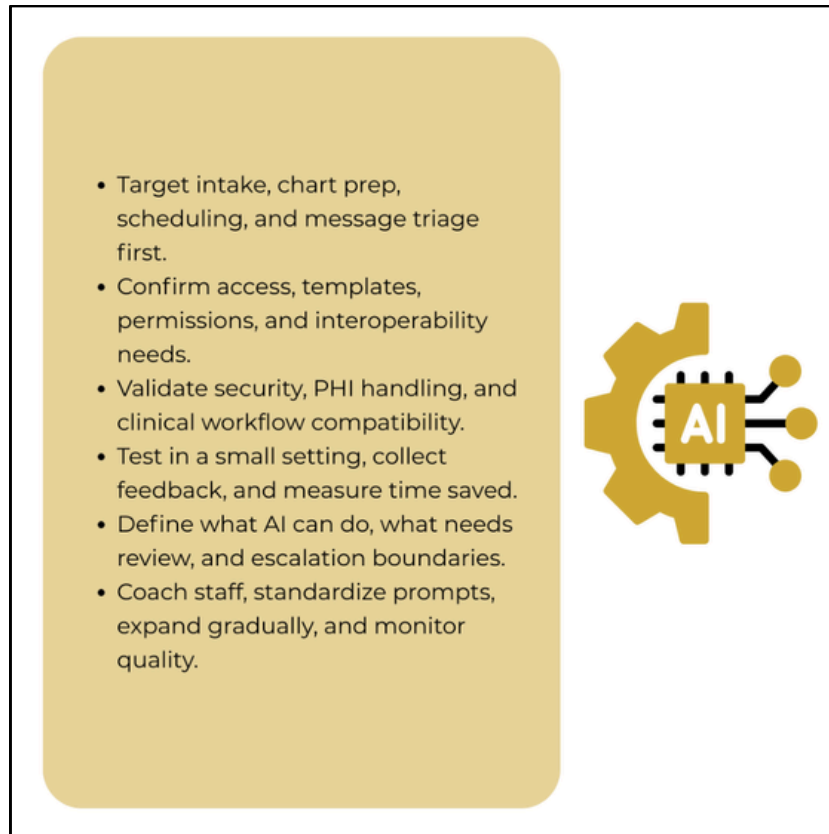 • Target intake, chart prep,
scheduling, and message triage
first.
• Confirm access, templates,
permissions, and interoperability
needs.
• Validate security, PHI handling, and
clinical workflow compatibility.
• Test in a small setting, collect
feedback, and measure time saved.
• Define what AI can do, what needs
review, and escalation boundaries.
• Coach staff, standardize prompts,
expand gradually, and monitor
quality.
AI